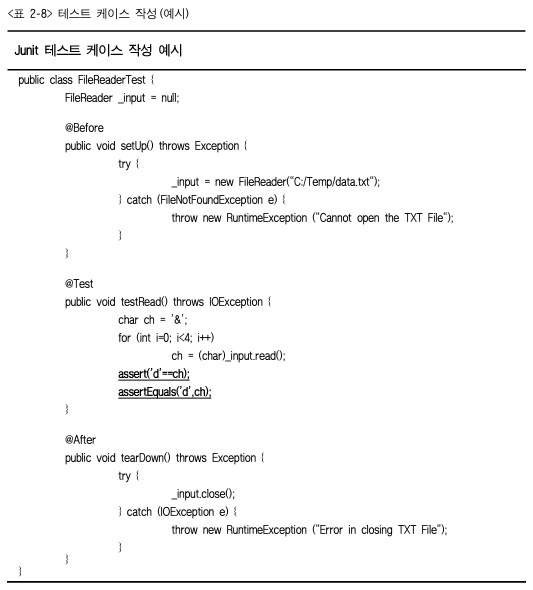 <표 2-8> 테스트 케이스 작성(예시)
Junit 테스트 케이스 작성 예시
public class FileReaderTest {
FileReader _input = null;
@Before
public void setUp() throws Exception {
try {
_input = new FileReader("C:/Temp/data.txt");
} catch (FileNotFoundException e) {
throw new RuntimeException ("Cannot open the TXT File");
}
}
@Test
public void testRead() throws IOException {
char ch = '&';
for (int i=0; i<4; i++)
ch = (char)_input.read();
assert('d'==ch);
assertEquals('d',ch);
}
@After
public void tearDown() throws Exception {
try {
_input.close();
} catch (IOException e) {
throw new RuntimeException ("Error in closing TXT File");
}
}
}